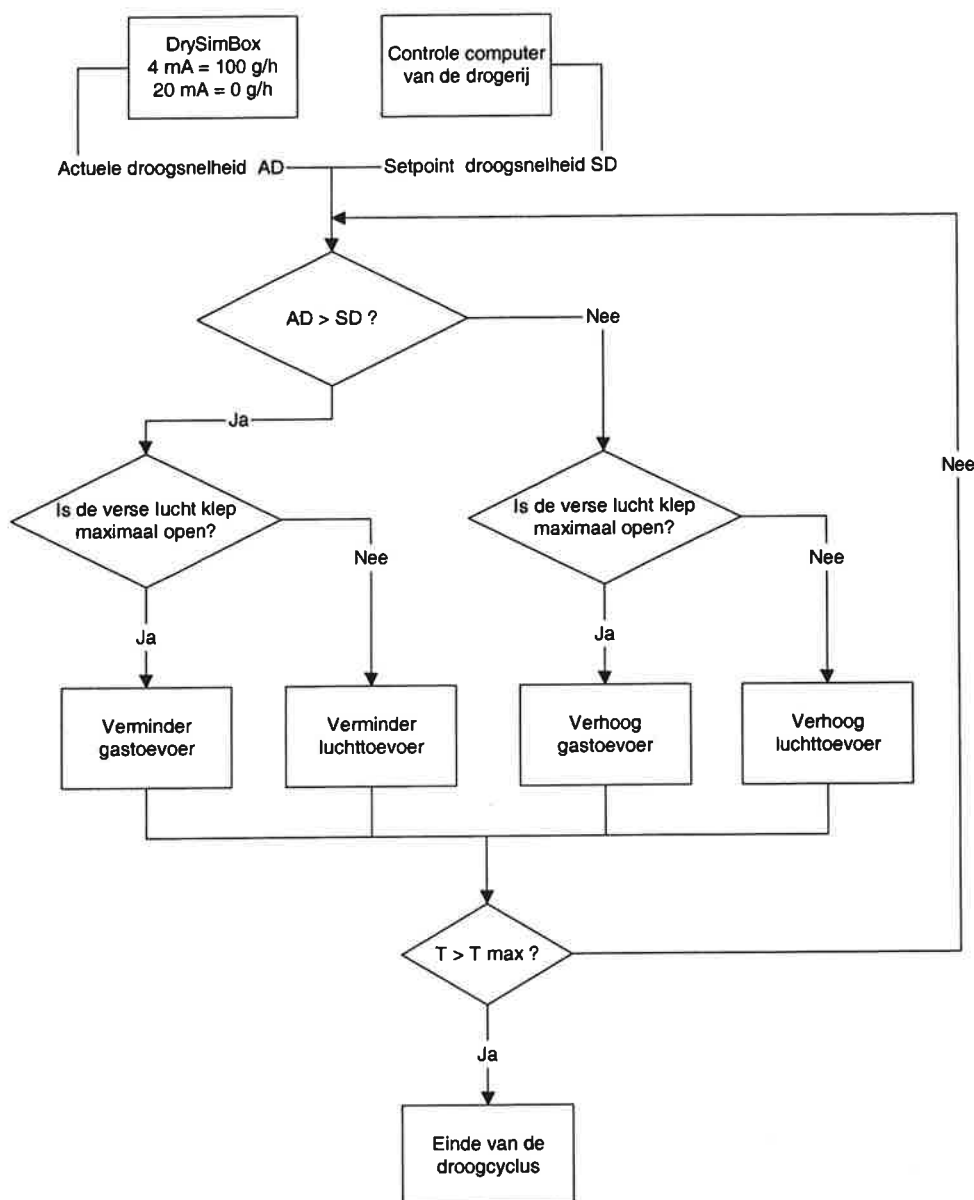 DrySimBox
4 mA = 100 g/h
20 mA = 0 g/h
Controle computer
van de drogerij
Actuele droogsnelheid AD
Setpoint droogsnelheid SD
AD > SD ?
Nee
Ja
Nee
Is de verse lucht klep
maximaal open?
Is de verse lucht klep
maximaal open?
Nee
Nee
Ja
Ja
Verminder
gastoevoer
Verminder
luchttoevoer
Verhoog
gastoevoer
Verhoog
luchttoevoer
T > T max ?
Ja
Einde van de
droogcyclus